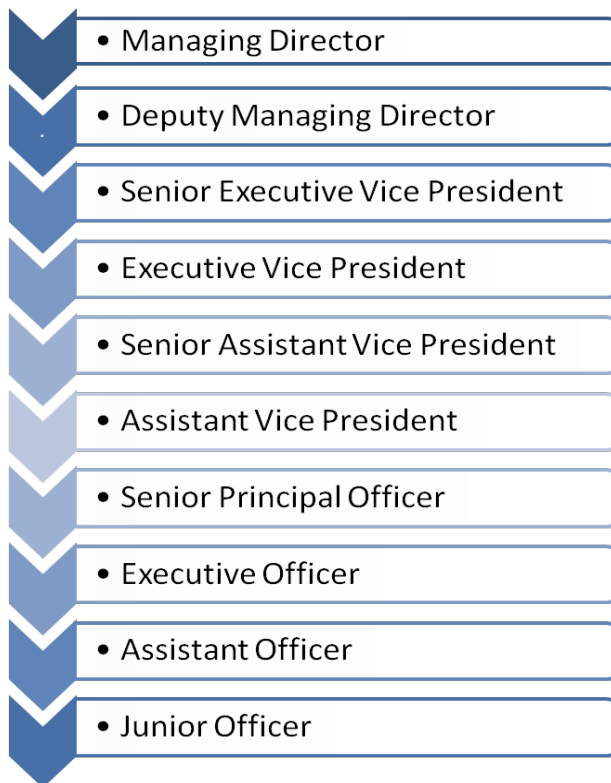 • Managing Director
• Deputy Managing Director
• Senior Executive Vice President
• Executive Vice President
• Senior Assistant Vice President
• Assistant Vice President
• Senior Principal Officer
• Executive Officer
• Assistant Officer
• Junior Officer